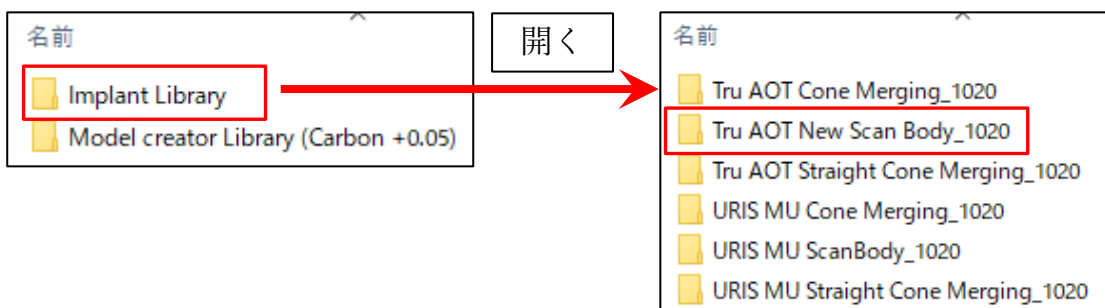 名前
Implant Library
Model creator Library (Carbon +0.05)
開く
名前
Tru AOT Cone Merging_1020
Tru AOT New Scan Body_1020
Tru AOT Straight Cone Merging_1020
URIS MU Cone Merging_1020
URIS MU ScanBody_1020
URIS MU Straight Cone Merging_1020